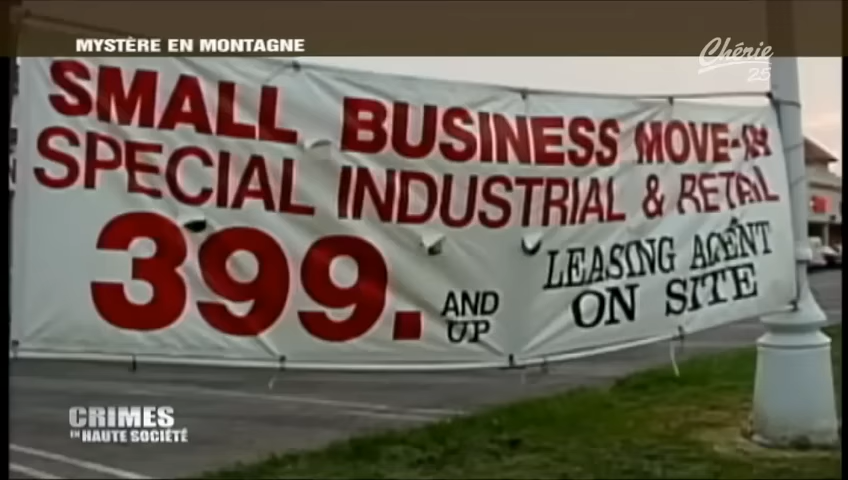 MYSTÈRE EN MONTAGNE
Chérie
25
SMALL BUSINESS MOVE-IN
SPECIAL INDUSTRIAL & RETAIL
399. AND UP
LEASING AGENT
ON SITE
CRIMES
EN HAUTE SOCIÉTÉ